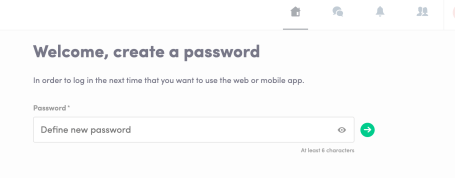 Welcome, create a password
In order to log in the next time that you want to use the web or mobile app.
Password *
Define new password
At least 6 characters